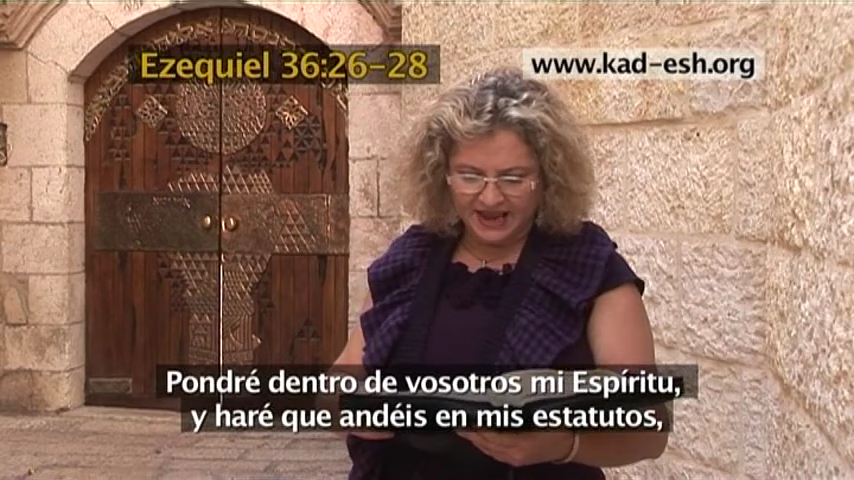 Ezequiel 36:26-28
www.kad-esh.org
Pondré dentro de vosotros mi Espíritu,
y haré que andéis en mis estatutos,